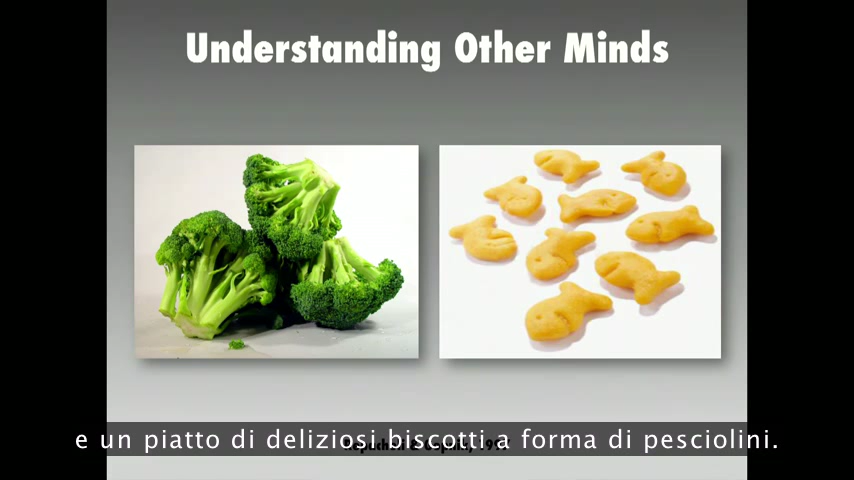 Understanding Other Minds
e un piatto di deliziosi biscotti a forma di pesciolini.